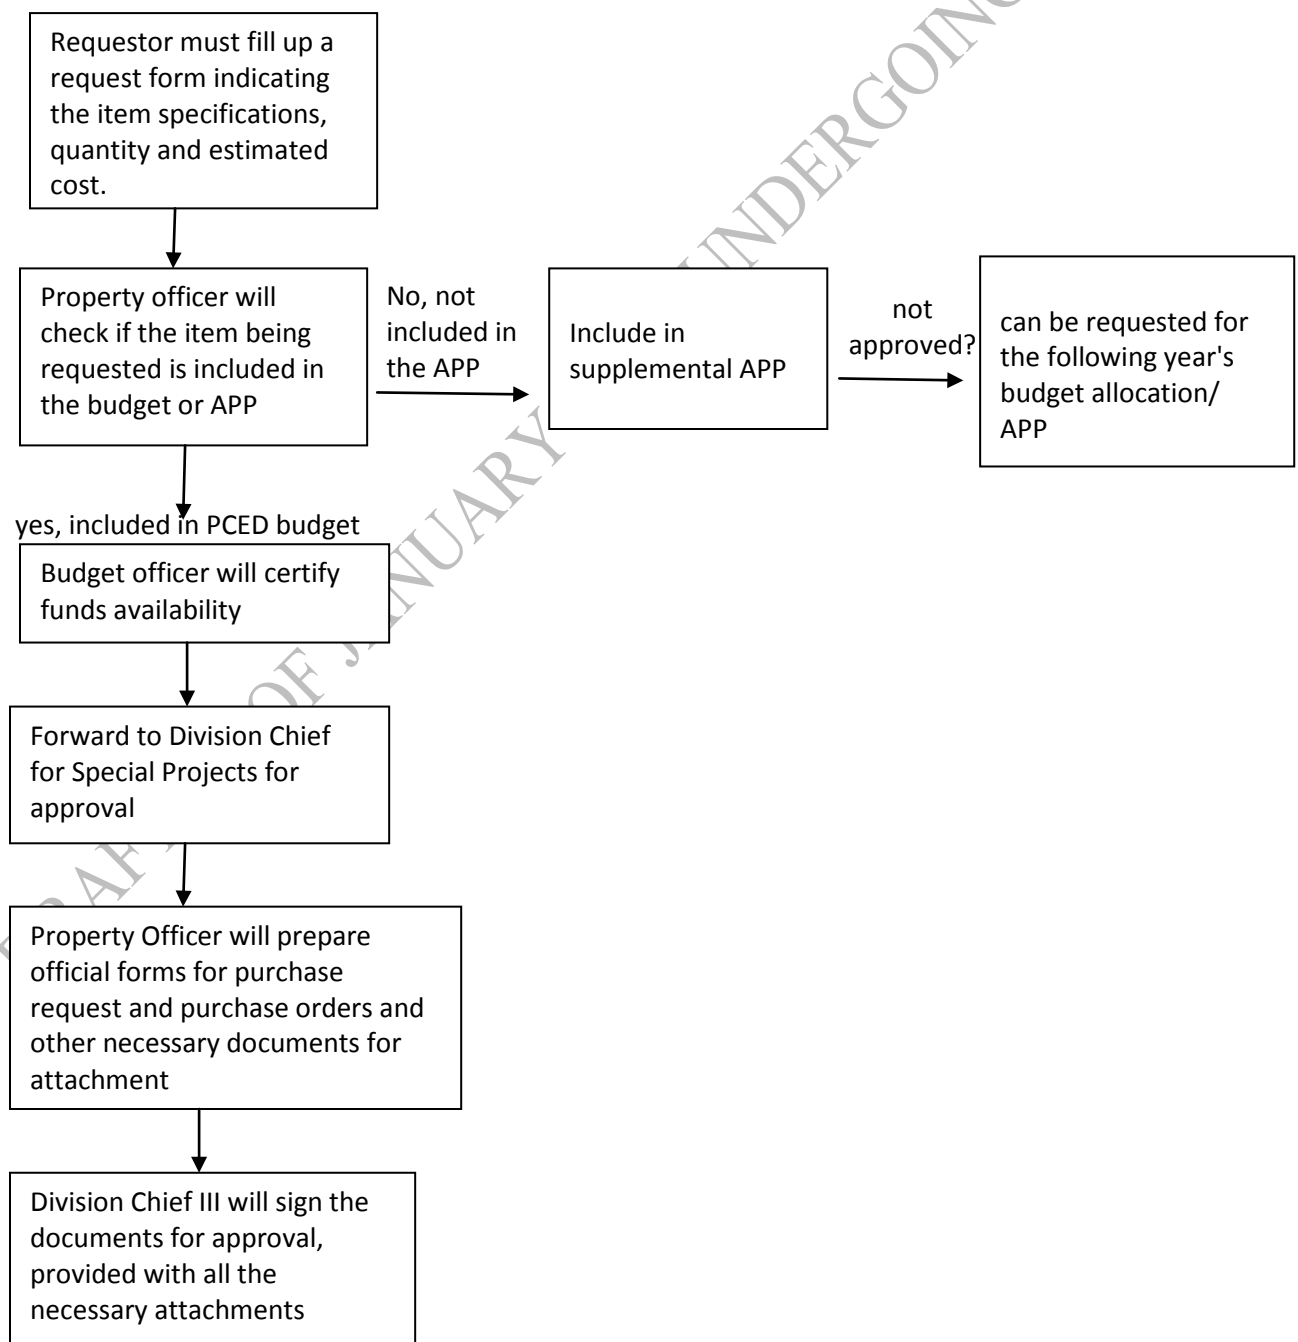 Requestor must fill up a
request form indicating
the item specifications,
quantity and estimated
cost.
Property officer will
check if the item being
requested is included in
the budget or APP
No, not
included in
the APP
Include in
supplemental APP
not
approved?
can be requested for
the following year's
budget allocation/
APP
yes, included in PCED budget
Budget officer will certify
funds availability
Forward to Division Chief
for Special Projects for
approval
Property Officer will prepare
official forms for purchase
request and purchase orders and
other necessary documents for
attachment
Division Chief III will sign the
documents for approval,
provided with all the
necessary attachments
OF JANUARY
UNDERGOING